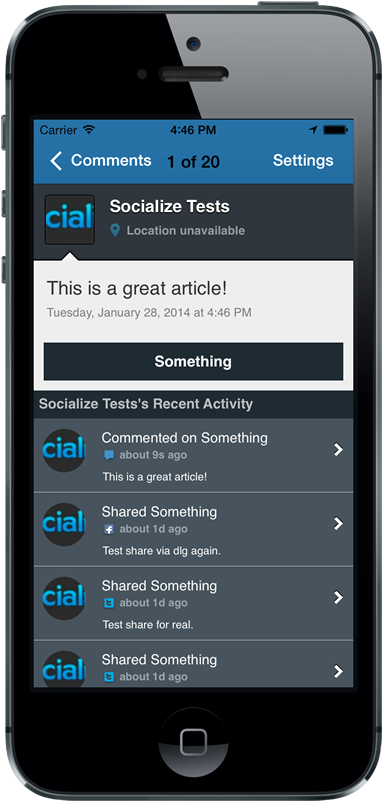 Carrier 4:46 PM
Comments 1 of 20 Settings
cial
Socialize Tests
Location unavailable
This is a great article!
Tuesday, January 28, 2014 at 4:46 PM
Something
Socialize Tests's Recent Activity
cial
Commented on Something
about 9s ago
This is a great article!
cial
Shared Something
f about 1d ago
Test share via dlg again.
cial
Shared Something
t about 1d ago
Test share for real.
cial
Shared Something
t about 1d ago